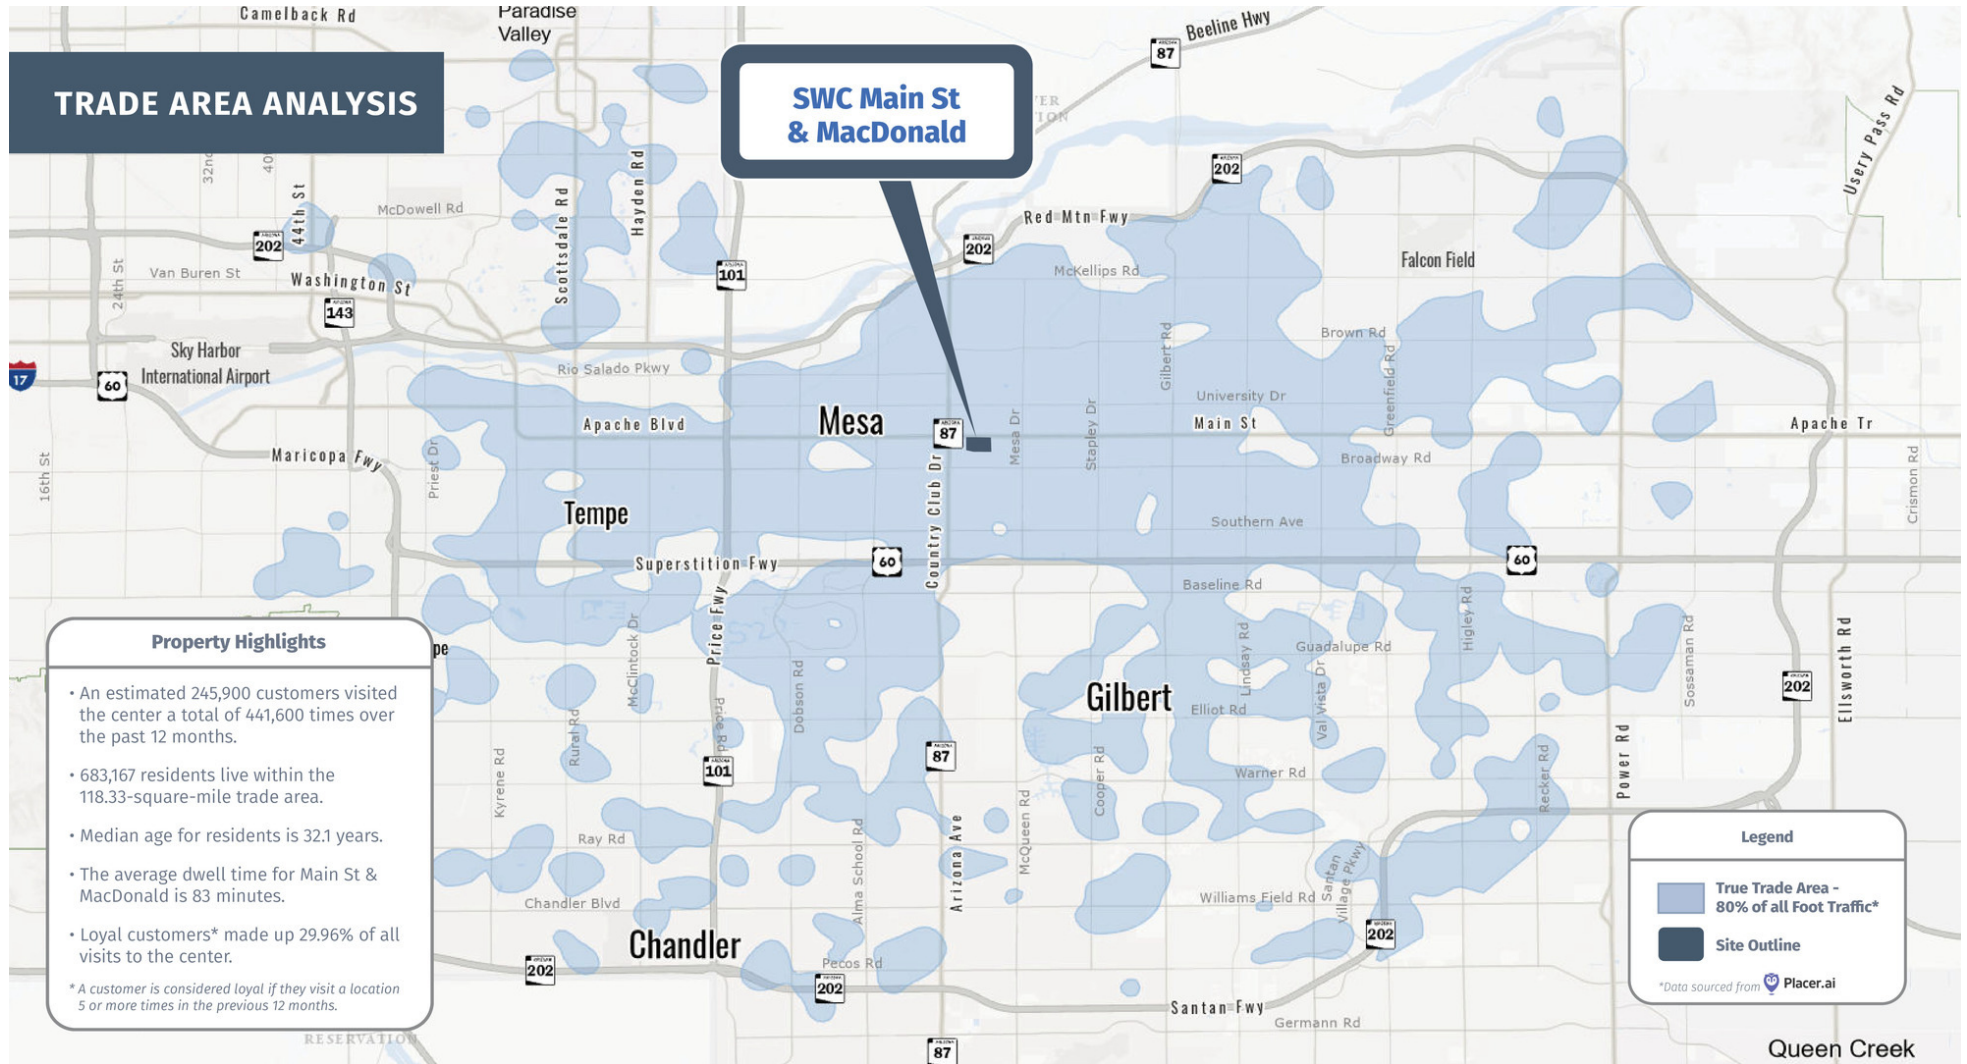 Camelback Rd
Paradise
Valley
Beeline Hwy
87
TRADE AREA ANALYSIS
SWC Main St
& MacDonald
Usery Pass Rd
44th St
McDowell Rd
Scottsdale Rd
Hayden Rd
202
202
Red Mtn Fwy
202
Van Buren St
24th St
Washington St
101
McKellips Rd
Falcon Field
143
Sky Harbor
International Airport
Brown Rd
Gilbert Rd
Greenfield Rd
17
60
Rio Salado Pkwy
University Dr
Apache Blvd
Mesa
87
Mesa Dr
Stapley Dr
Main St
Apache Tr
Maricopa Fwy
16th St
Priest Dr
Broadway Rd
Crismon Rd
Tempe
Country Club Dr
Southern Ave
Superstition Fwy
60
60
Baseline Rd
Price Fwy
McClintock Dr
Higley Rd
Lindsay Rd
Guadalupe Rd
Sossaman Rd
Ellsworth Rd
pe
Dobson Rd
Gilbert
Val Vista Dr
202
Elliot Rd
Rural Rd
Price Rd
Kyrene Rd
101
87
Cooper Rd
Warner Rd
Recker Rd
Power Rd
McQueen Rd
Ray Rd
Alma School Rd
Arizona Ave
Santan
Village Pkwy
Chandler Blvd
Williams Field Rd
Chandler
202
202
Pecos Rd
202
Santan Fwy
Germann Rd
87
Queen Creek
RESERVATION
Property Highlights
• An estimated 245,900 customers visited
the center a total of 441,600 times over
the past 12 months.
• 683,167 residents live within the
118.33-square-mile trade area.
• Median age for residents is 32.1 years.
• The average dwell time for Main St &
MacDonald is 83 minutes.
• Loyal customers* made up 29.96% of all
visits to the center.
* A customer is considered loyal if they visit a location
5 or more times in the previous 12 months.
Legend
True Trade Area -
80% of all Foot Traffic*
Site Outline
*Data sourced from Placer.ai